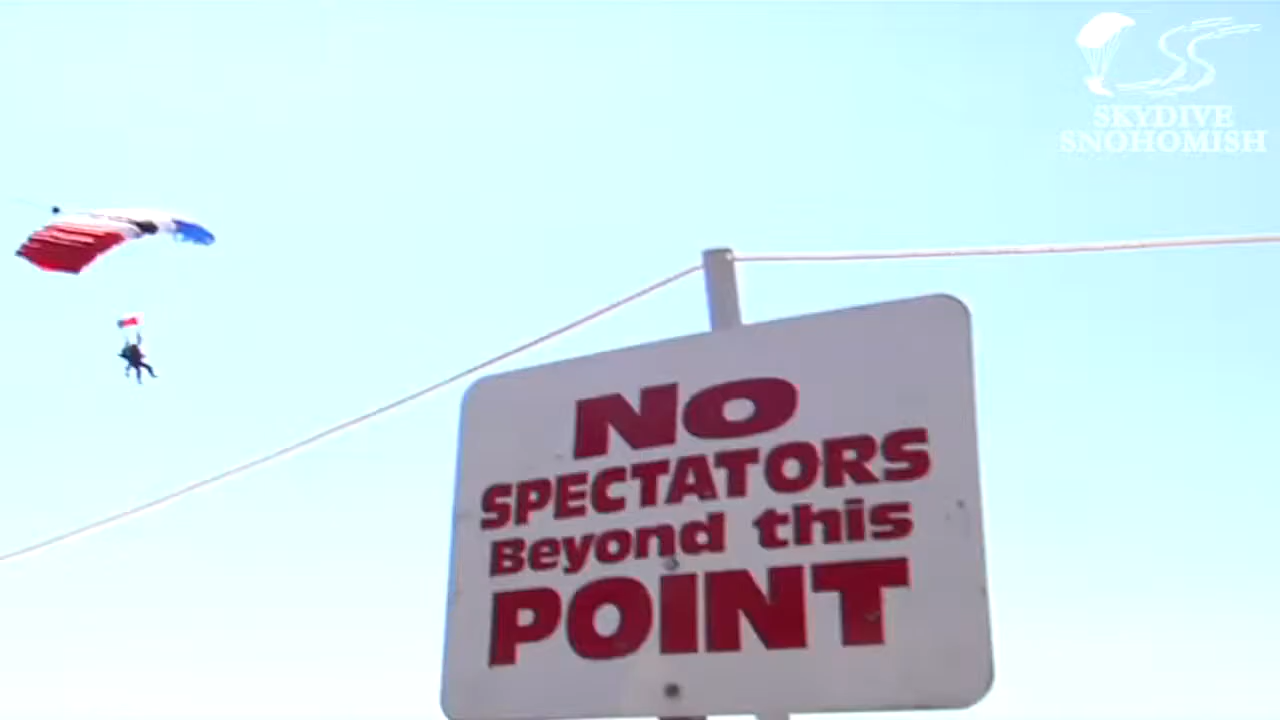 SKYDIVE
SNOHOMISH
NO
SPECTATORS
Beyond this
POINT